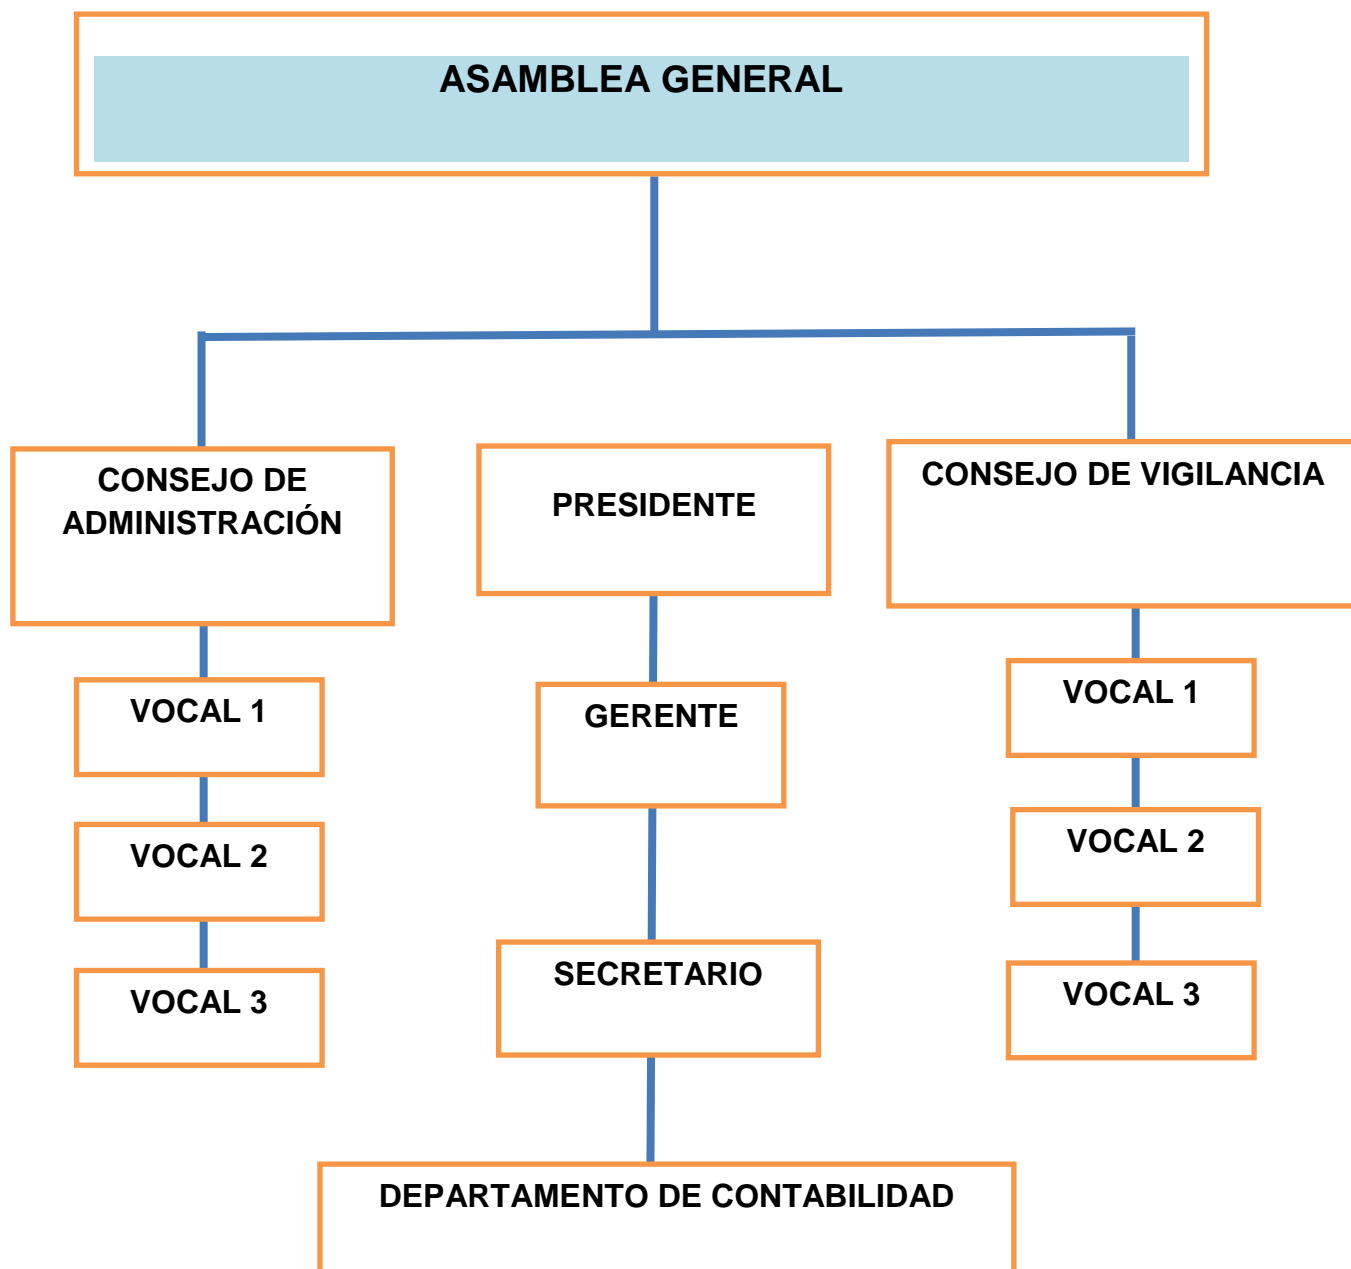 ASAMBLEA GENERAL
CONSEJO DE
ADMINISTRACIÓN
PRESIDENTE
CONSEJO DE VIGILANCIA
VOCAL 1
GERENTE
VOCAL 1
VOCAL 2
VOCAL 2
VOCAL 3
SECRETARIO
VOCAL 3
DEPARTAMENTO DE CONTABILIDAD